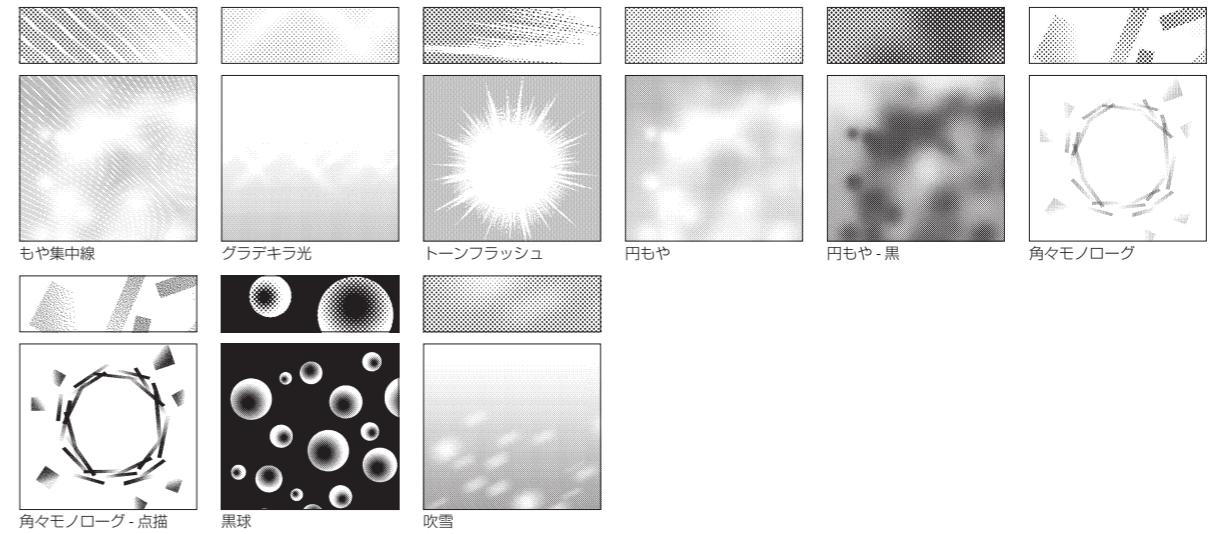 もや集中線
グラデキラ光
トーンフラッシュ
円もや
円もや - 黒
角々モノローグ
角々モノローグ - 点描
黒球
吹雪